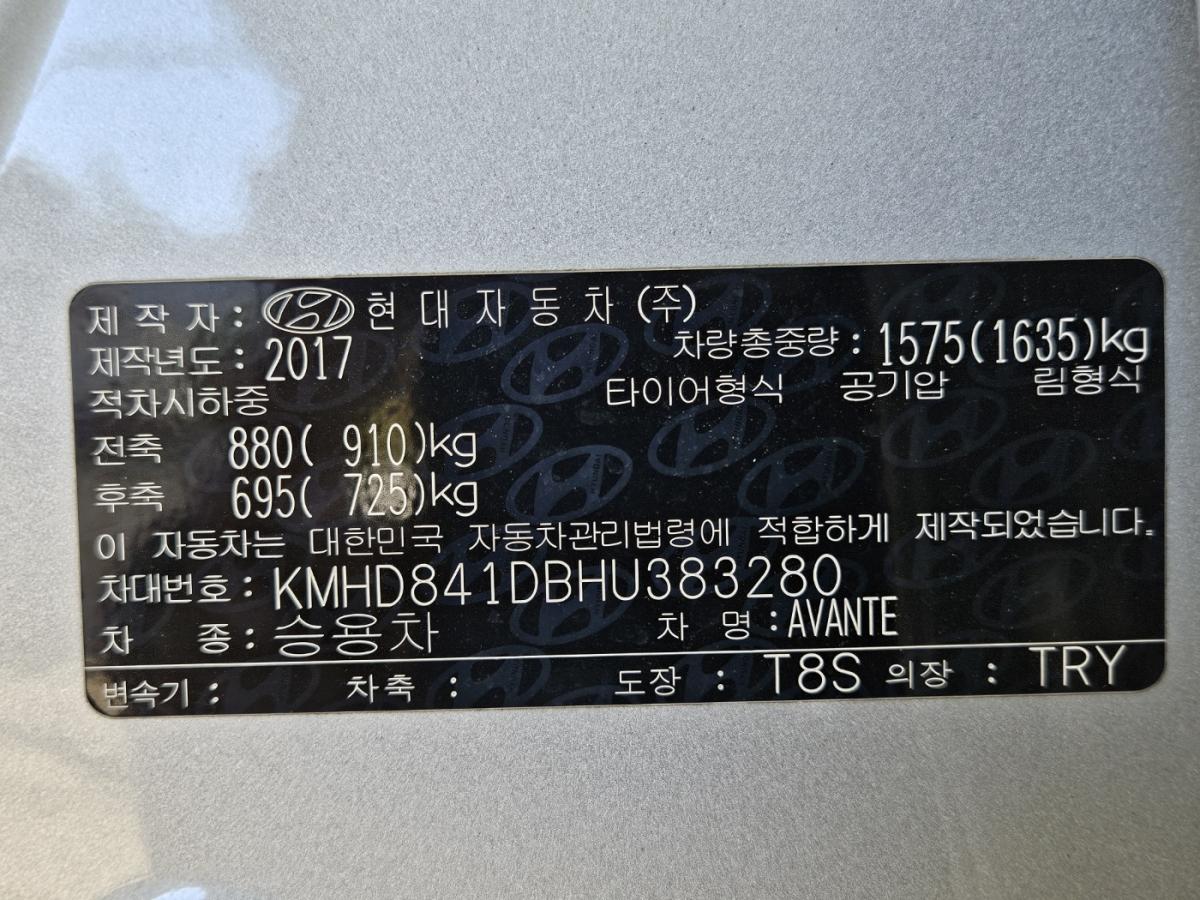 제 작 자 : 현 대 자 동 차 (주)
제작년도 : 2017 차량총중량 : 1575(1635)kg
적차시하중 타이어형식 공기압 림형식
전축 880( 910)kg
후축 695( 725)kg
이 자동차는 대한민국 자동차관리법령에 적합하게 제작되었습니다.
차대번호 : KMHD841DBHU383280
차 종 : 승용차 차 명 : AVANTE
변속기 : 차축 : 도장 : T8S 의장 : TRY